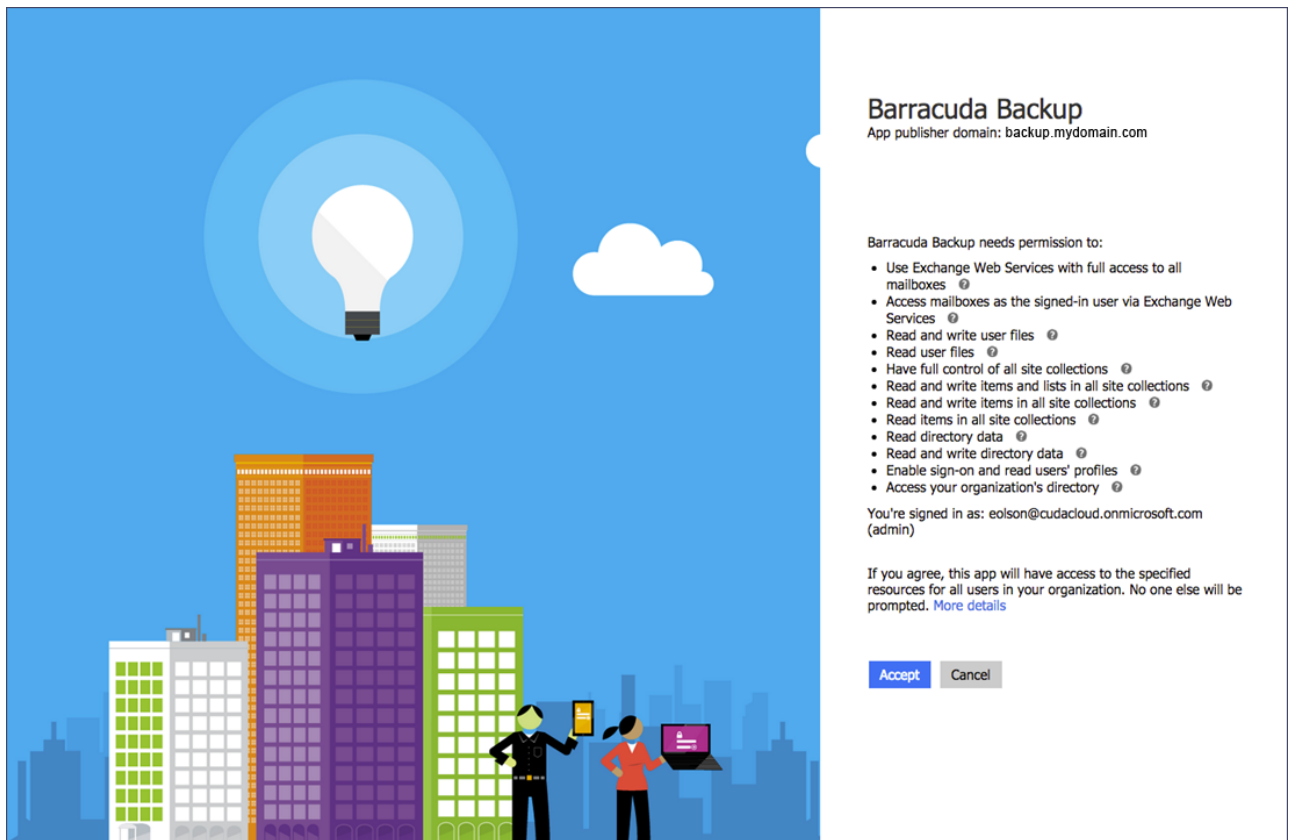 Barracuda Backup
App publisher domain: backup.mydomain.com
Barracuda Backup needs permission to:
• Use Exchange Web Services with full access to all
mailboxes
• Access mailboxes as the signed-in user via Exchange Web
Services
• Read and write user files
• Read user files
• Have full control of all site collections
• Read and write items and lists in all site collections
• Read and write items in all site collections
• Read items in all site collections
• Read directory data
• Read and write directory data
• Enable sign-on and read users' profiles
• Access your organization's directory
You're signed in as: eolson@cudacloud.onmicrosoft.com
(admin)
If you agree, this app will have access to the specified
resources for all users in your organization. No one else will be
prompted. More details
Accept Cancel